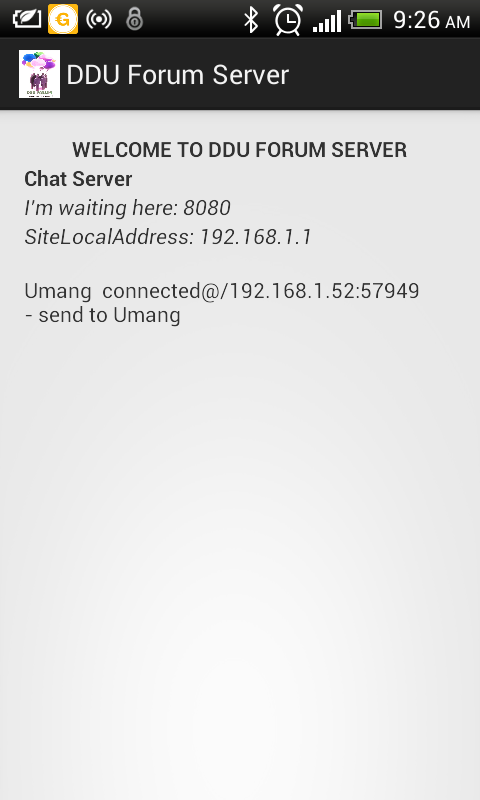 9:26 AM
DDU Forum Server
WELCOME TO DDU FORUM SERVER
Chat Server
I'm waiting here: 8080
SiteLocalAddress: 192.168.1.1
Umang  connected@/192.168.1.52:57949
- send to Umang